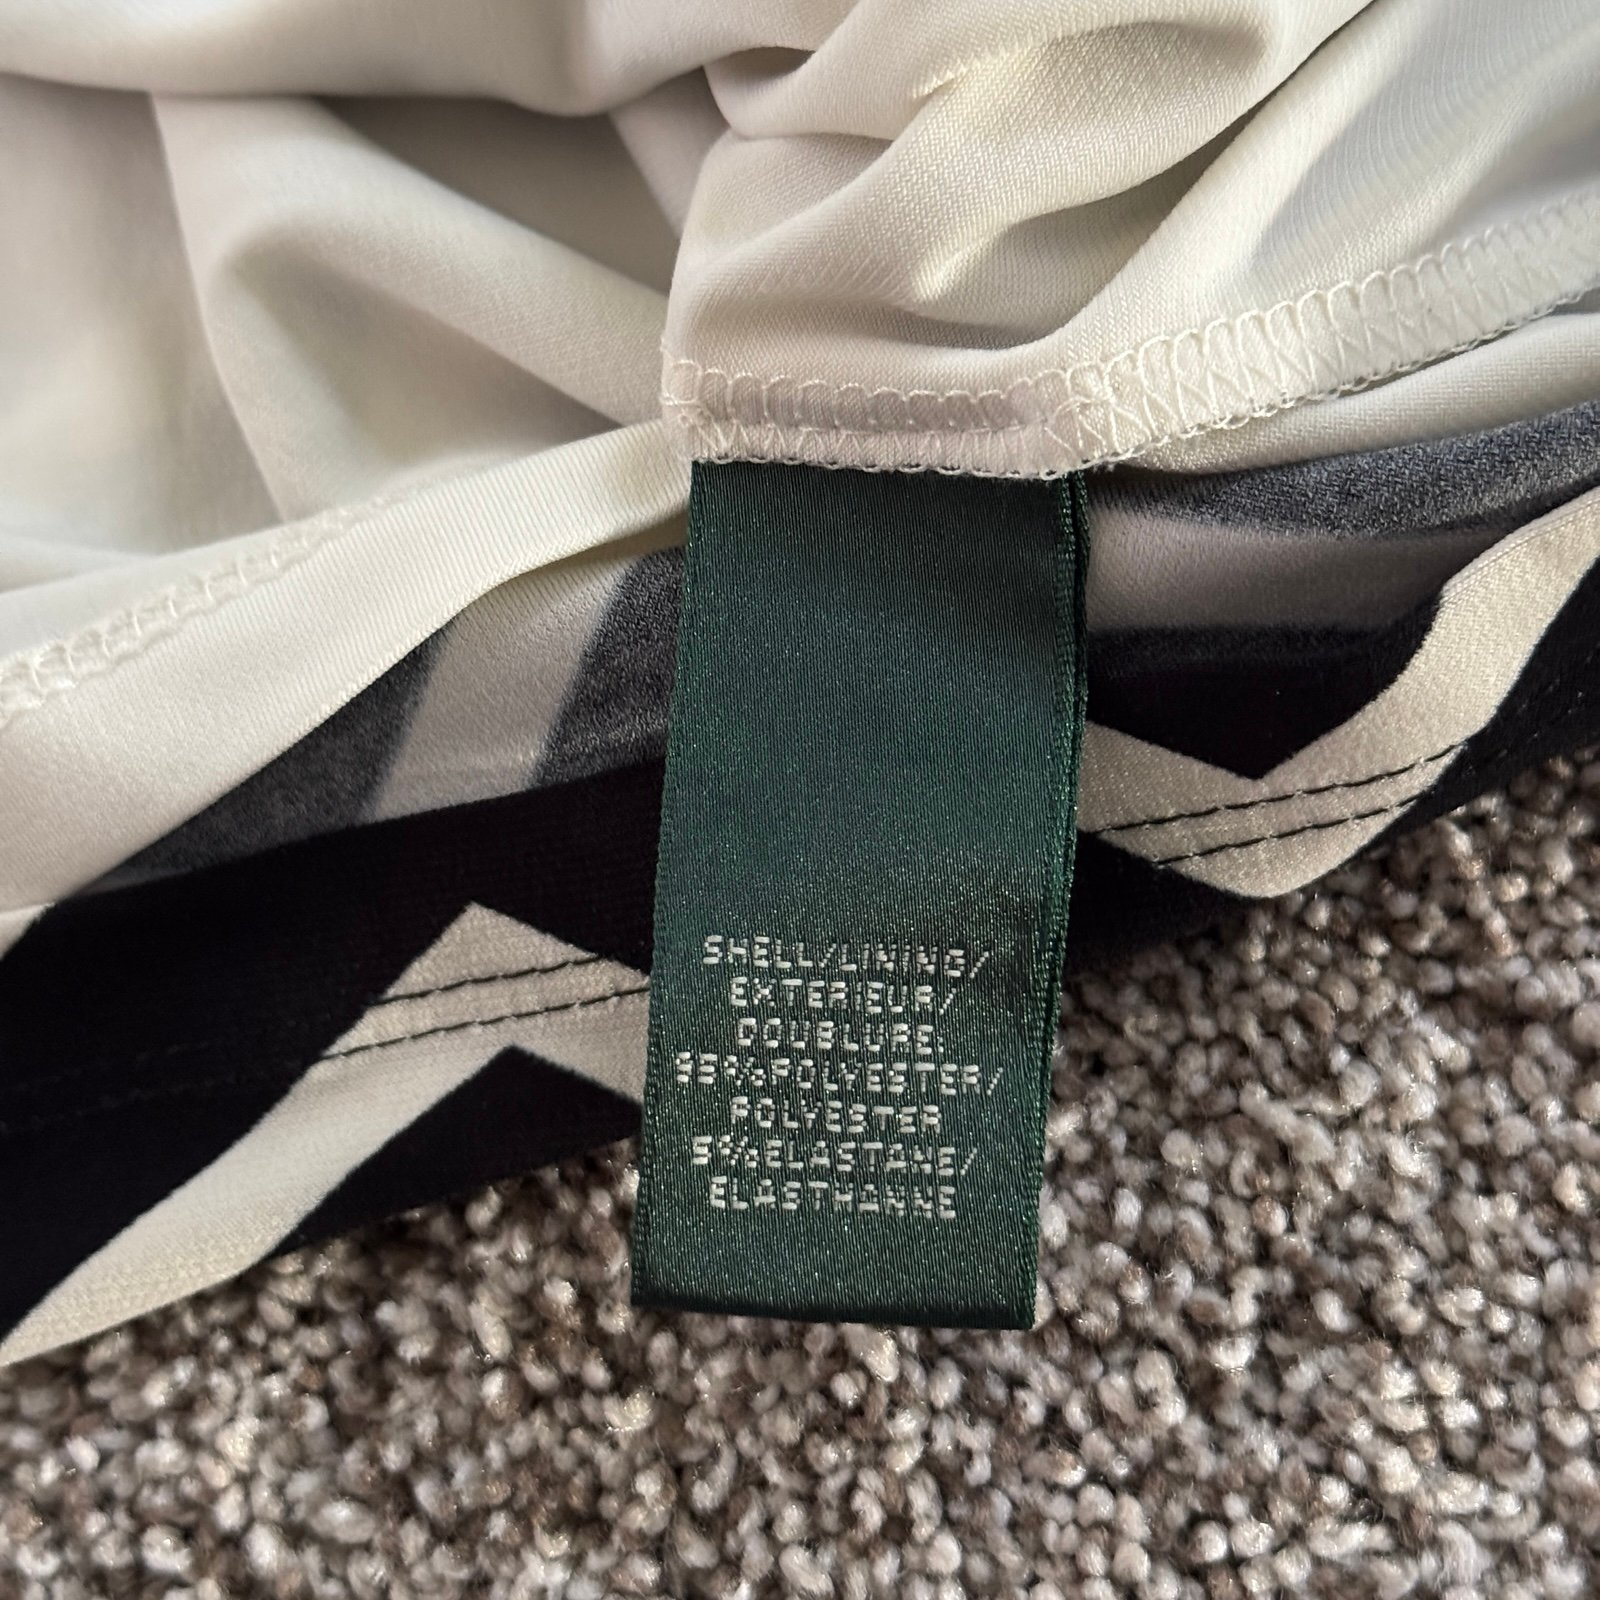 SHELL/LINING/
EXTERIEUR/
DOUBLURE:
95%POLYESTER/
POLYESTER
5%ELASTANE/
ELASTHANNE